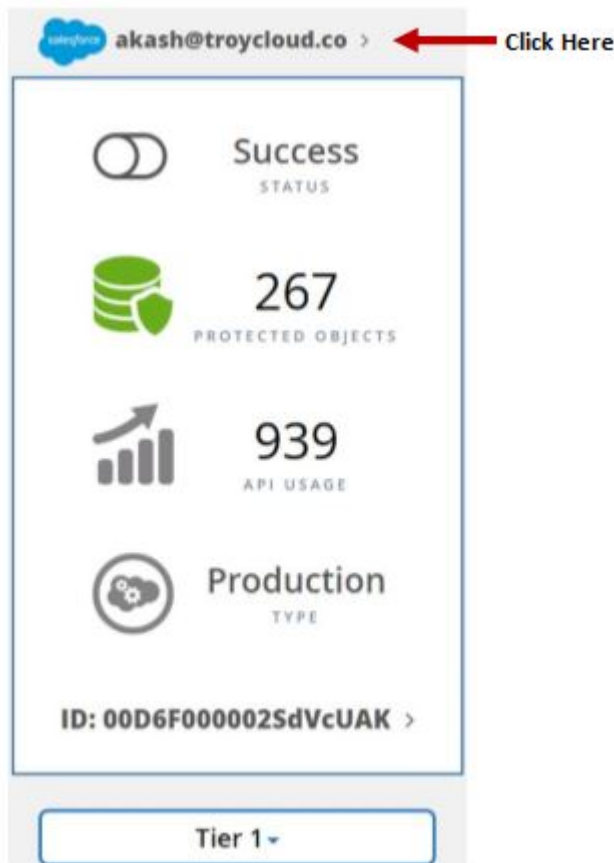 salesforce akash@troycloud.co >
Click Here
Success
STATUS
267
PROTECTED OBJECTS
939
API USAGE
Production
TYPE
ID: 00D6F000002SdVcUAK >
Tier 1